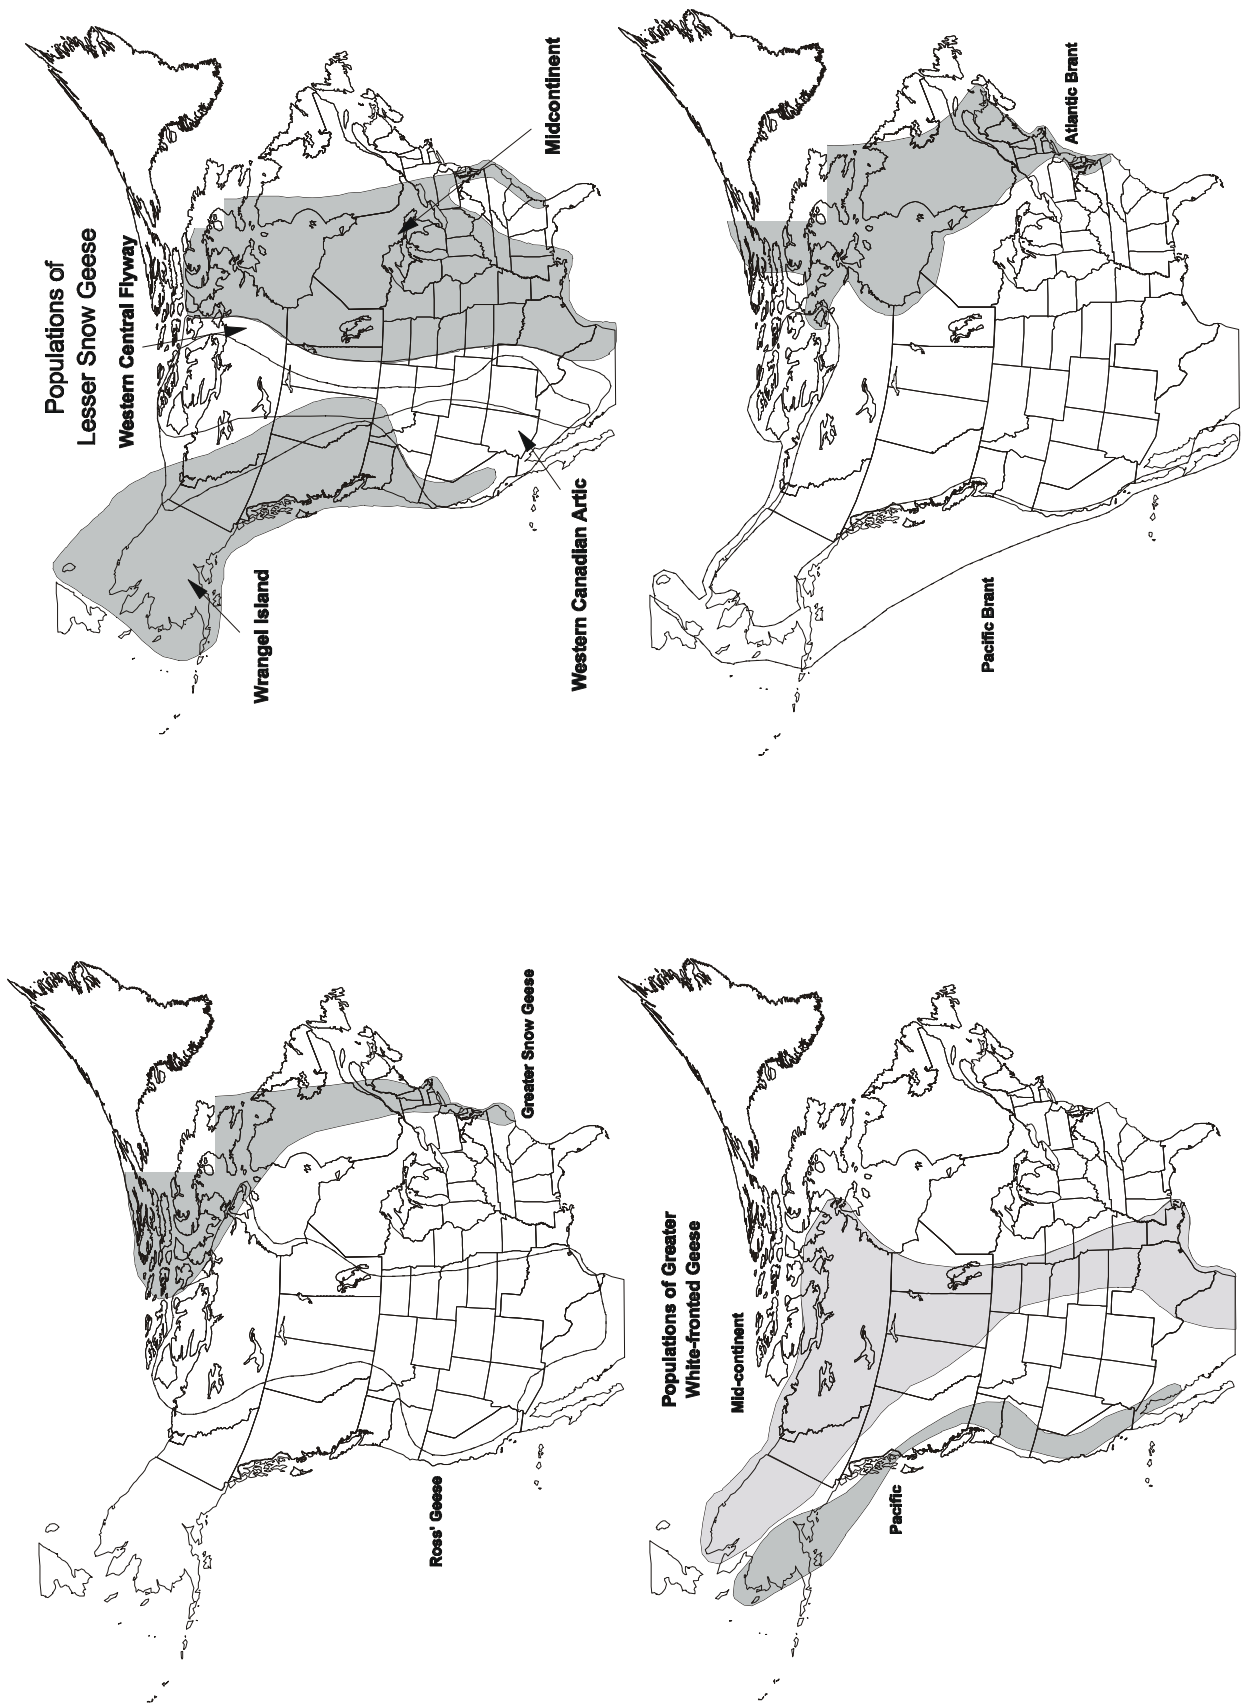 Ross' Geese
Greater Snow Geese
Populations of
Lesser Snow Geese
Western Central Flyway
Wrangel Island
Western Canadian Artic
Midcontinent
Populations of Greater
White-fronted Geese
Mid-continent
Pacific
Pacific Brant
Atlantic Brant